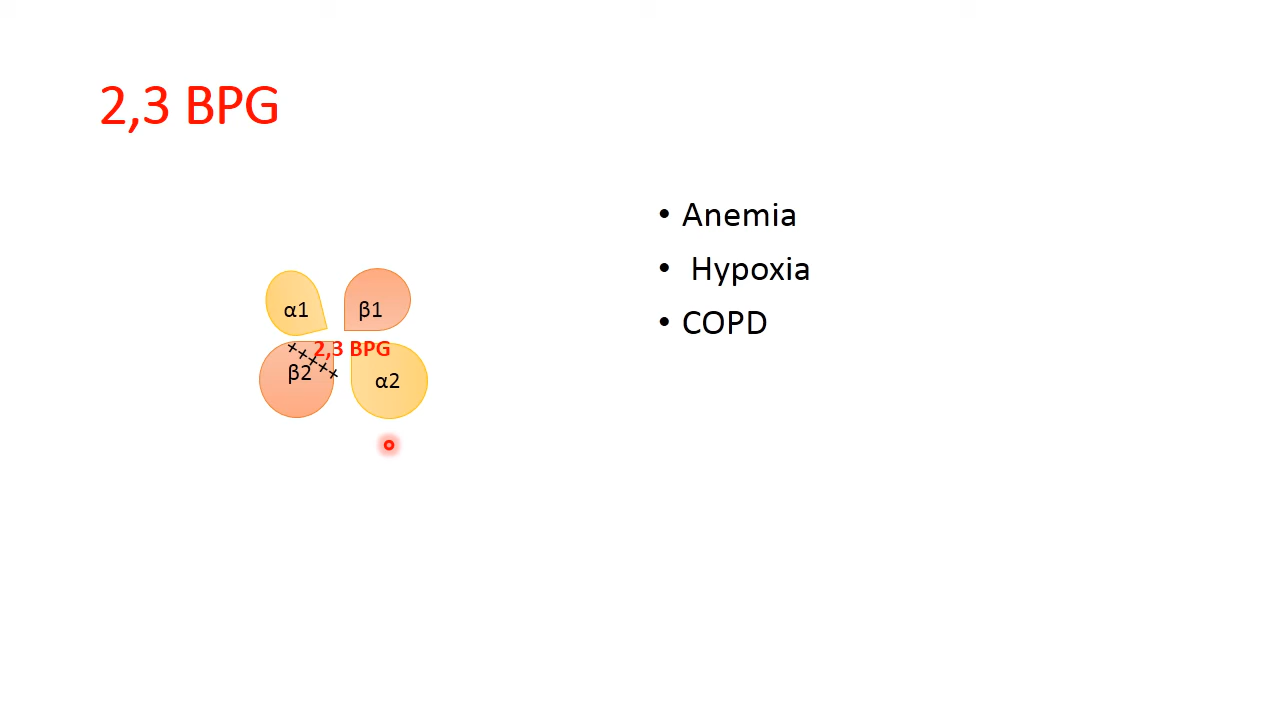 2,3 BPG
• Anemia
• Hypoxia
• COPD
α1
β1
2,3 BPG
+++++
β2
α2